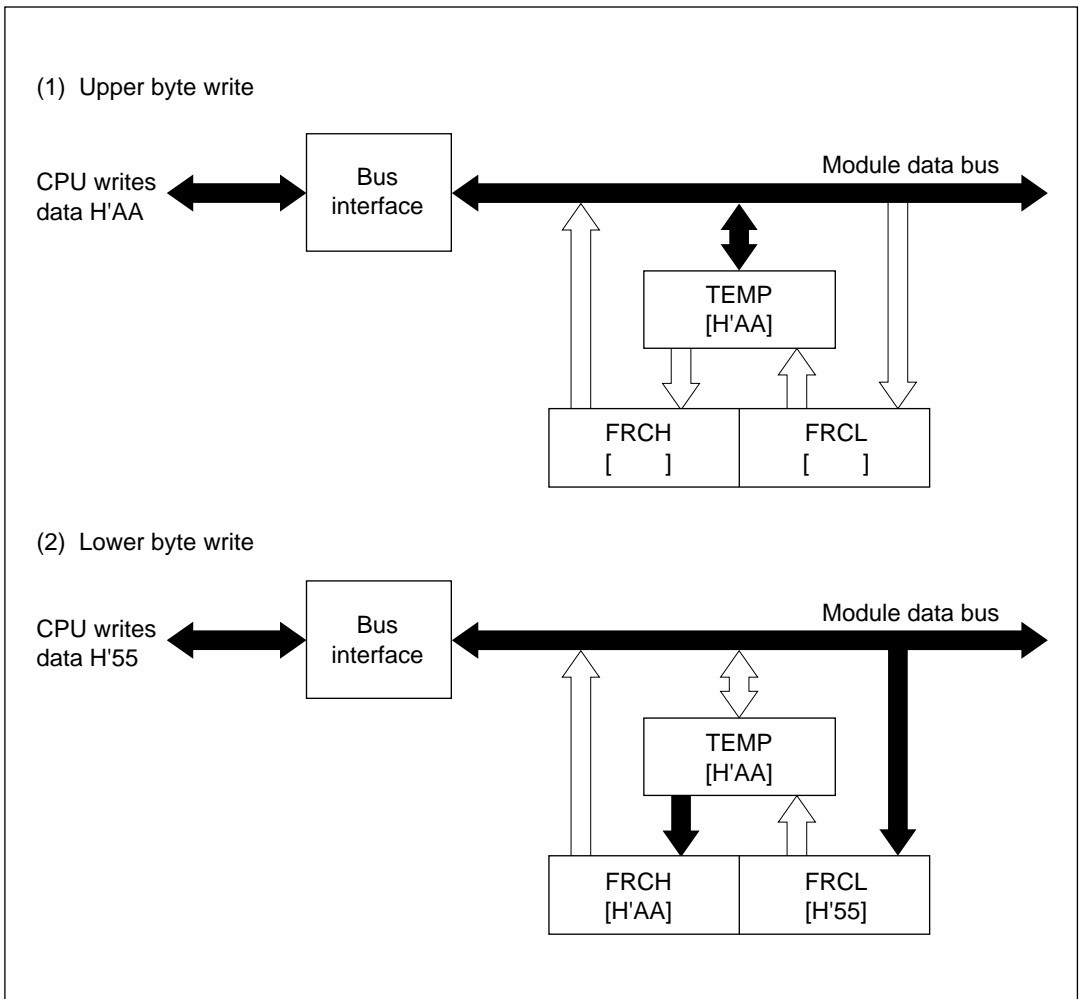 (1) Upper byte write
CPU writes
data H'AA
Bus
interface
Module data bus
TEMP
[H'AA]
FRCH
[ ]
FRCL
[ ]
(2) Lower byte write
CPU writes
data H'55
Bus
interface
Module data bus
TEMP
[H'AA]
FRCH
[H'AA]
FRCL
[H'55]